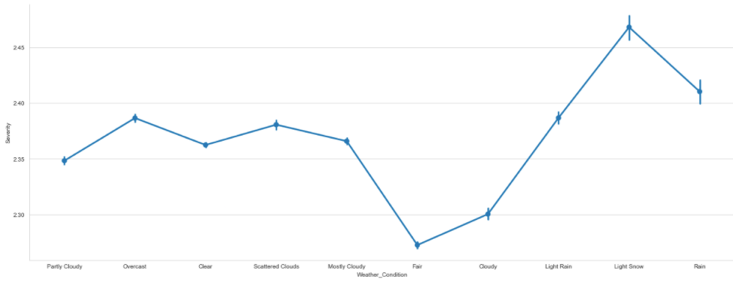 2.45
2.40
2.35
2.30
Severity
Partly Cloudy Overcast Clear Scattered Clouds Mostly Cloudy Fair Cloudy Light Rain Light Snow Rain
Weather_Condition